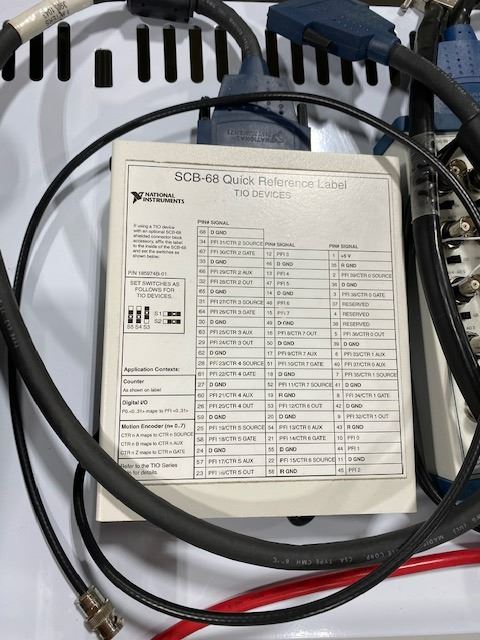 SCB-68 Quick Reference Label
TIO DEVICES
NATIONAL
INSTRUMENTS
If using a TIO device
with an optional SCB-68
shielded connector block
accessory, affix this label
to the inside of the SCB-68
and set the switches as
shown below.
P/N 185974B-01
SET SWITCHES AS
FOLLOWS FOR
TIO DEVICES.
S1
S2
S5 S4 S3
Application Contexts:
Counter
As shown on label
Digital I/O
P0.<0..31> maps to PFI <0..31>
Motion Encoder (n= 0..7)
CTR n A maps to CTR n SOURCE
CTR n B maps to CTR n AUX
CTR n Z maps to CTR n GATE
Refer to the TIO Series
for details.
PIN# SIGNAL
68 D GND
34 PFI 31/CTR 2 SOURCE
67 PFI 30/CTR 2 GATE
33 D GND
66 PFI 29/CTR 2 AUX
32 PFI 28/CTR 2 OUT
65 D GND
31 PFI 27/CTR 3 SOURCE
64 PFI 26/CTR 3 GATE
30 D GND
63 PFI 25/CTR 3 AUX
29 PFI 24/CTR 3 OUT
62 D GND
28 PFI 23/CTR 4 SOURCE
61 PFI 22/CTR 4 GATE
27 D GND
60 PFI 21/CTR 4 AUX
26 PFI 20/CTR 4 OUT
59 D GND
25 PFI 19/CTR 5 SOURCE
58 PFI 18/CTR 5 GATE
24 D GND
57 PFI 17/CTR 5 AUX
23 PFI 16/CTR 5 OUT
PIN# SIGNAL
12 PFI 3
46 D GND
13 PFI 4
47 PFI 5
14 D GND
48 PFI 6
15 PFI 7
49 D GND
16 PFI 8/CTR 7 OUT
50 D GND
17 PFI 9/CTR 7 AUX
51 PFI 10/CTR 7 GATE
18 D GND
52 PFI 11/CTR 7 SOURCE
19 R GND
53 PFI 12/CTR 6 OUT
20 D GND
54 PFI 13/CTR 6 AUX
21 PFI 14/CTR 6 GATE
55 D GND
22 PFI 15/CTR 6 SOURCE
56 R GND
PIN# SIGNAL
1 +5 V
35 R GND
2 PFI 39/CTR 0 SOURCE
36 D GND
3 PFI 38/CTR 0 GATE
37 RESERVED
4 RESERVED
38 RESERVED
5 PFI 36/CTR 0 OUT
39 D GND
6 PFI 33/CTR 1 AUX
40 PFI 37/CTR 0 AUX
7 PFI 35/CTR 1 SOURCE
41 D GND
8 PFI 34/CTR 1 GATE
42 D GND
9 PFI 32/CTR 1 OUT
43 R GND
10 PFI 0
44 PFI 1
11 D GND
45 PFI 2